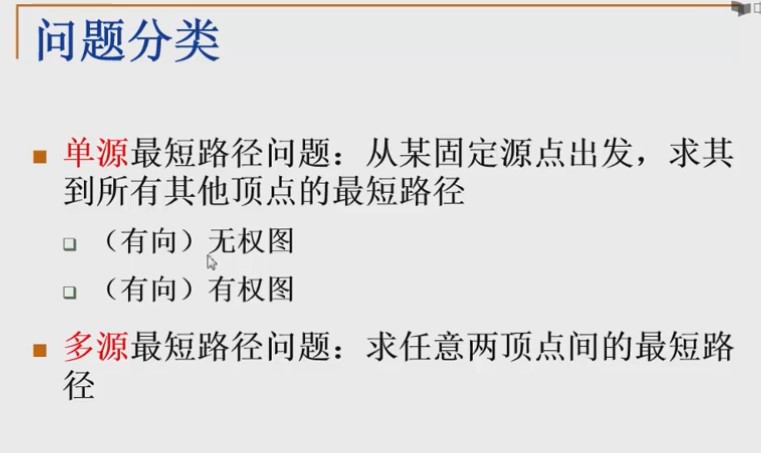 问题分类
单源最短路径问题：从某固定源点出发，求其
到所有其他顶点的最短路径
（有向）无权图
（有向）有权图
多源最短路径问题：求任意两顶点间的最短路
径